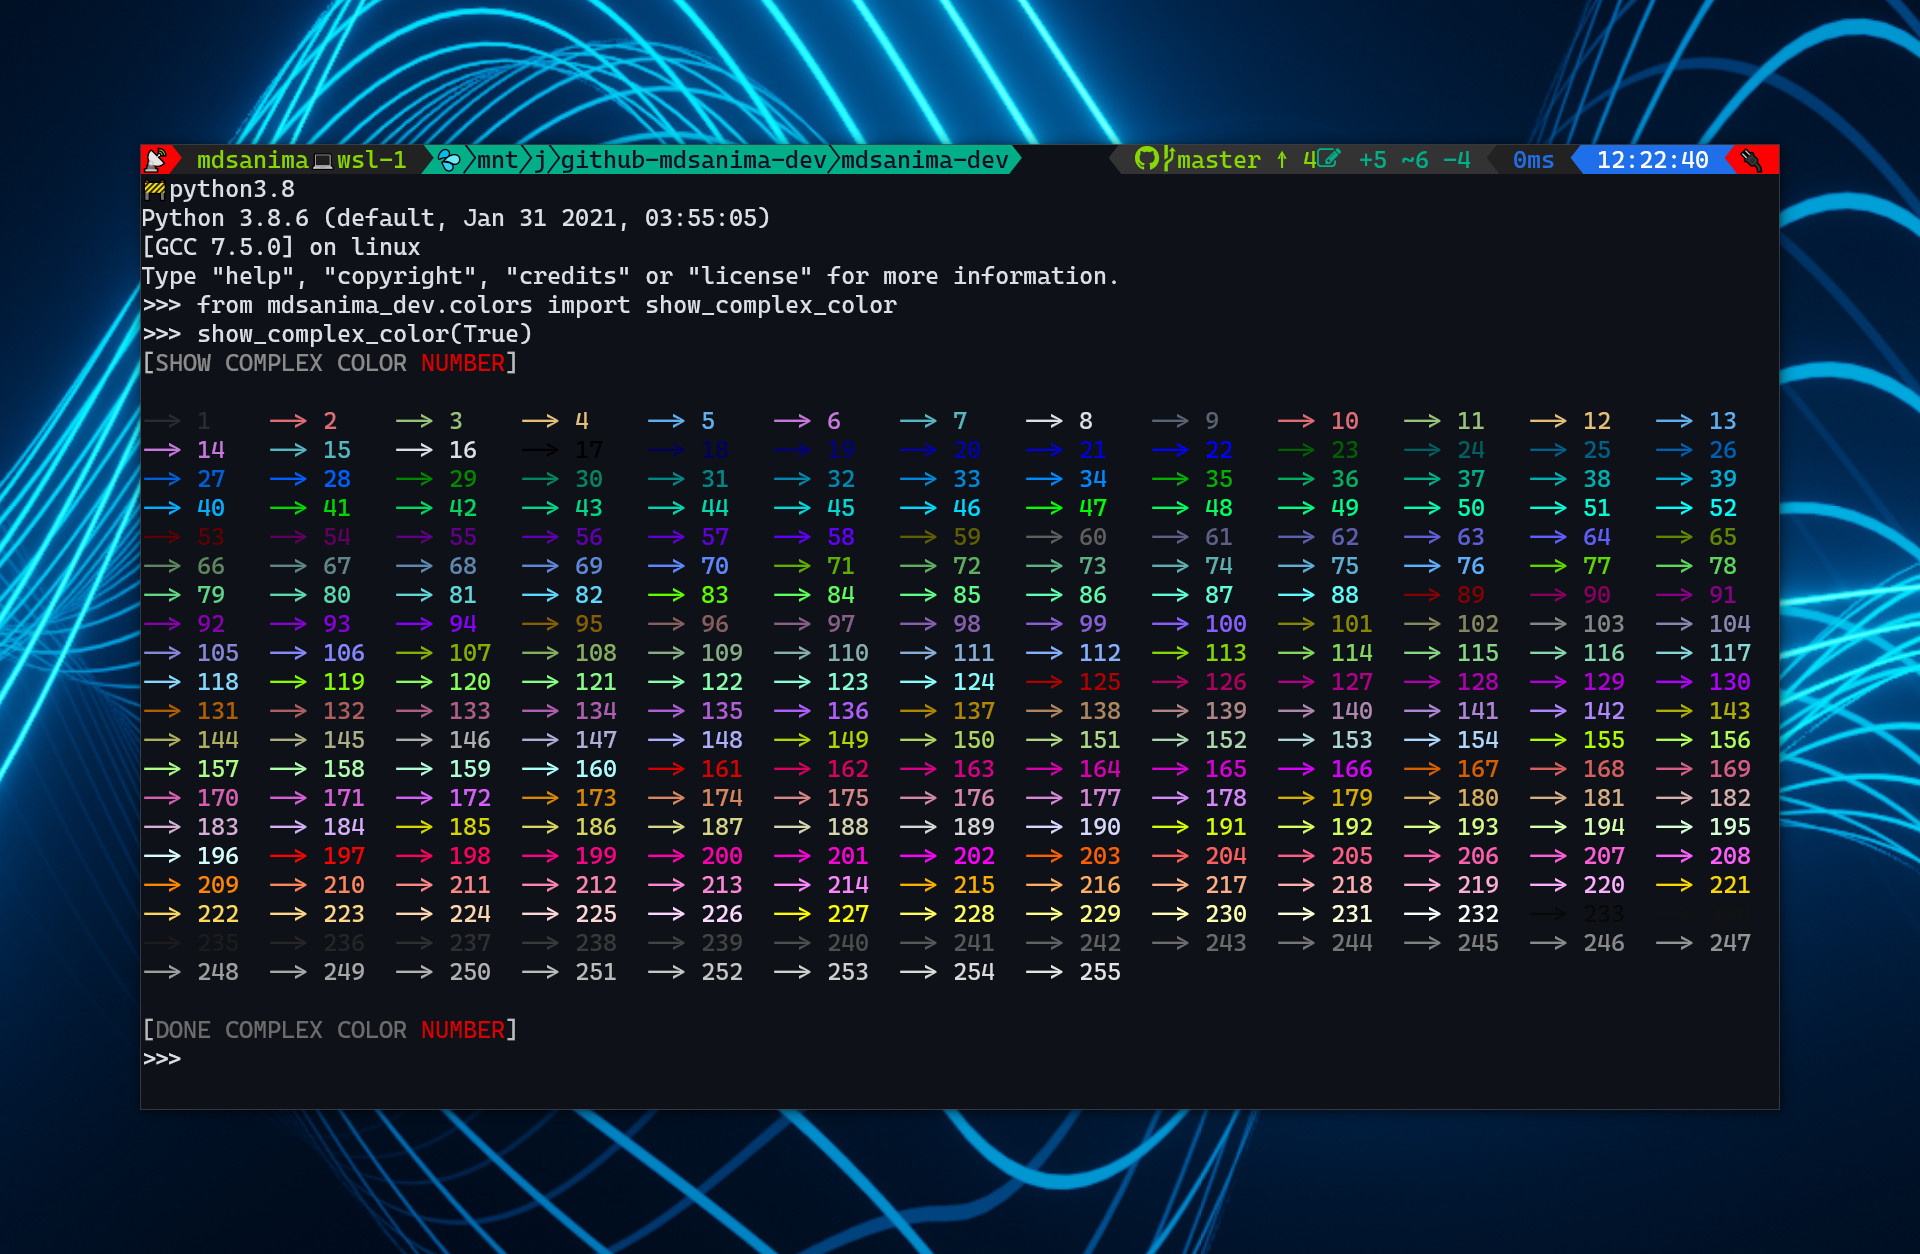 mdsanima wsl-1 mnt j github-mdsanima-dev mdsanima-dev master ↑ 4 +5 ~6 -4 0ms 12:22:40
python3.8
Python 3.8.6 (default, Jan 31 2021, 03:55:05)
[GCC 7.5.0] on linux
Type "help", "copyright", "credits" or "license" for more information.
>>> from mdsanima_dev.colors import show_complex_color
>>> show_complex_color(True)
[SHOW COMPLEX COLOR NUMBER]
⟶ 1 ⟶ 2 ⟶ 3 ⟶ 4 ⟶ 5 ⟶ 6 ⟶ 7 ⟶ 8 ⟶ 9 ⟶ 10 ⟶ 11 ⟶ 12 ⟶ 13
⟶ 14 ⟶ 15 ⟶ 16 ⟶ 17 ⟶ 18 ⟶ 19 ⟶ 20 ⟶ 21 ⟶ 22 ⟶ 23 ⟶ 24 ⟶ 25 ⟶ 26
⟶ 27 ⟶ 28 ⟶ 29 ⟶ 30 ⟶ 31 ⟶ 32 ⟶ 33 ⟶ 34 ⟶ 35 ⟶ 36 ⟶ 37 ⟶ 38 ⟶ 39
⟶ 40 ⟶ 41 ⟶ 42 ⟶ 43 ⟶ 44 ⟶ 45 ⟶ 46 ⟶ 47 ⟶ 48 ⟶ 49 ⟶ 50 ⟶ 51 ⟶ 52
⟶ 53 ⟶ 54 ⟶ 55 ⟶ 56 ⟶ 57 ⟶ 58 ⟶ 59 ⟶ 60 ⟶ 61 ⟶ 62 ⟶ 63 ⟶ 64 ⟶ 65
⟶ 66 ⟶ 67 ⟶ 68 ⟶ 69 ⟶ 70 ⟶ 71 ⟶ 72 ⟶ 73 ⟶ 74 ⟶ 75 ⟶ 76 ⟶ 77 ⟶ 78
⟶ 79 ⟶ 80 ⟶ 81 ⟶ 82 ⟶ 83 ⟶ 84 ⟶ 85 ⟶ 86 ⟶ 87 ⟶ 88 ⟶ 89 ⟶ 90 ⟶ 91
⟶ 92 ⟶ 93 ⟶ 94 ⟶ 95 ⟶ 96 ⟶ 97 ⟶ 98 ⟶ 99 ⟶ 100 ⟶ 101 ⟶ 102 ⟶ 103 ⟶ 104
⟶ 105 ⟶ 106 ⟶ 107 ⟶ 108 ⟶ 109 ⟶ 110 ⟶ 111 ⟶ 112 ⟶ 113 ⟶ 114 ⟶ 115 ⟶ 116 ⟶ 117
⟶ 118 ⟶ 119 ⟶ 120 ⟶ 121 ⟶ 122 ⟶ 123 ⟶ 124 ⟶ 125 ⟶ 126 ⟶ 127 ⟶ 128 ⟶ 129 ⟶ 130
⟶ 131 ⟶ 132 ⟶ 133 ⟶ 134 ⟶ 135 ⟶ 136 ⟶ 137 ⟶ 138 ⟶ 139 ⟶ 140 ⟶ 141 ⟶ 142 ⟶ 143
⟶ 144 ⟶ 145 ⟶ 146 ⟶ 147 ⟶ 148 ⟶ 149 ⟶ 150 ⟶ 151 ⟶ 152 ⟶ 153 ⟶ 154 ⟶ 155 ⟶ 156
⟶ 157 ⟶ 158 ⟶ 159 ⟶ 160 ⟶ 161 ⟶ 162 ⟶ 163 ⟶ 164 ⟶ 165 ⟶ 166 ⟶ 167 ⟶ 168 ⟶ 169
⟶ 170 ⟶ 171 ⟶ 172 ⟶ 173 ⟶ 174 ⟶ 175 ⟶ 176 ⟶ 177 ⟶ 178 ⟶ 179 ⟶ 180 ⟶ 181 ⟶ 182
⟶ 183 ⟶ 184 ⟶ 185 ⟶ 186 ⟶ 187 ⟶ 188 ⟶ 189 ⟶ 190 ⟶ 191 ⟶ 192 ⟶ 193 ⟶ 194 ⟶ 195
⟶ 196 ⟶ 197 ⟶ 198 ⟶ 199 ⟶ 200 ⟶ 201 ⟶ 202 ⟶ 203 ⟶ 204 ⟶ 205 ⟶ 206 ⟶ 207 ⟶ 208
⟶ 209 ⟶ 210 ⟶ 211 ⟶ 212 ⟶ 213 ⟶ 214 ⟶ 215 ⟶ 216 ⟶ 217 ⟶ 218 ⟶ 219 ⟶ 220 ⟶ 221
⟶ 222 ⟶ 223 ⟶ 224 ⟶ 225 ⟶ 226 ⟶ 227 ⟶ 228 ⟶ 229 ⟶ 230 ⟶ 231 ⟶ 232 ⟶ 233
⟶ 235 ⟶ 236 ⟶ 237 ⟶ 238 ⟶ 239 ⟶ 240 ⟶ 241 ⟶ 242 ⟶ 243 ⟶ 244 ⟶ 245 ⟶ 246 ⟶ 247
⟶ 248 ⟶ 249 ⟶ 250 ⟶ 251 ⟶ 252 ⟶ 253 ⟶ 254 ⟶ 255
[DONE COMPLEX COLOR NUMBER]
>>>